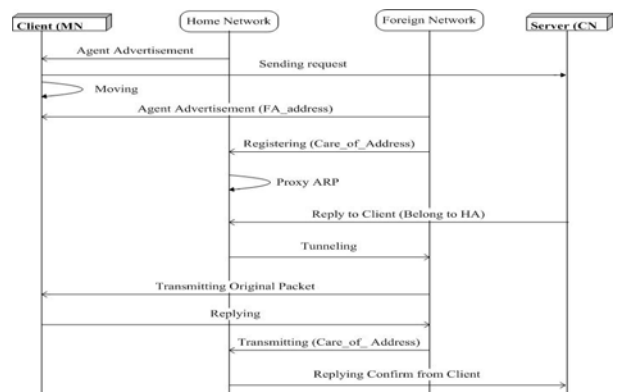 Client (MN
Home Network
Foreign Network
Server (CN
Agent Advertisement
Sending request
Moving
Agent Advertisement (FA_address)
Registering (Care_of_Address)
Proxy ARP
Reply to Client (Belong to HA)
Tunneling
Transmitting Original Packet
Replying
Transmitting (Care_of_ Address)
Replying Confirm from Client